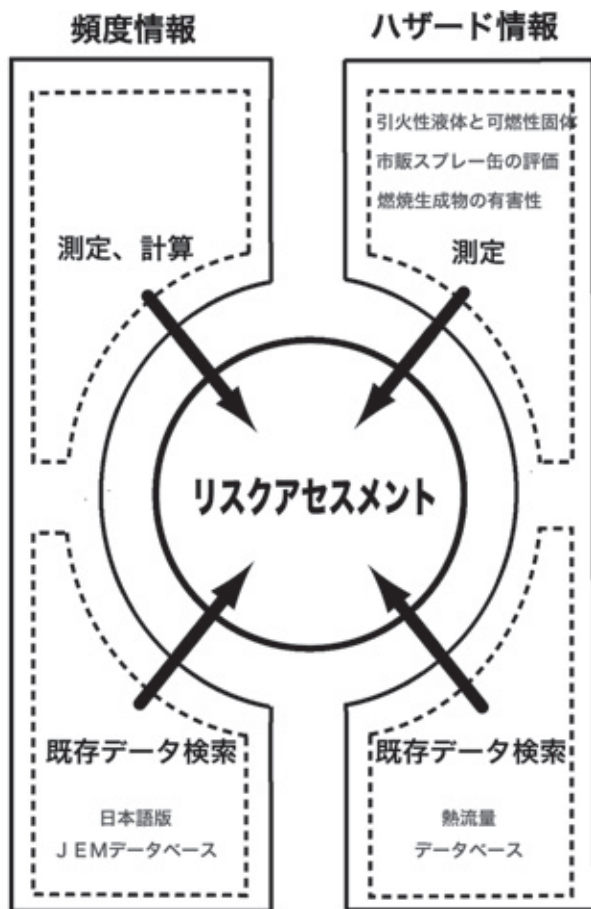 頻度情報
ハザード情報
引火性液体と可燃性固体
市販スプレー缶の評価
燃焼生成物の有害性
測定、計算
測定
リスクアセスメント
既存データ検索
日本語版
ＪＥＭデータベース
既存データ検索
熱流量
データベース